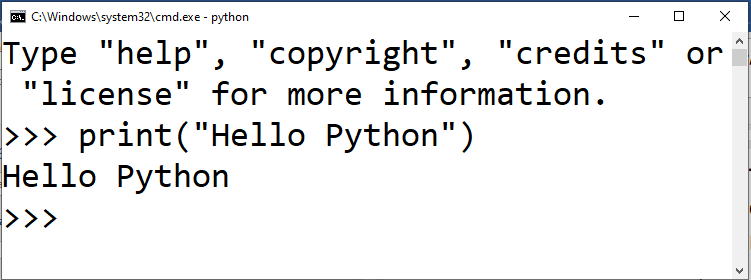 C:\Windows\system32\cmd.exe - python
Type "help", "copyright", "credits" or
"license" for more information.
>>> print("Hello Python")
Hello Python
>>>